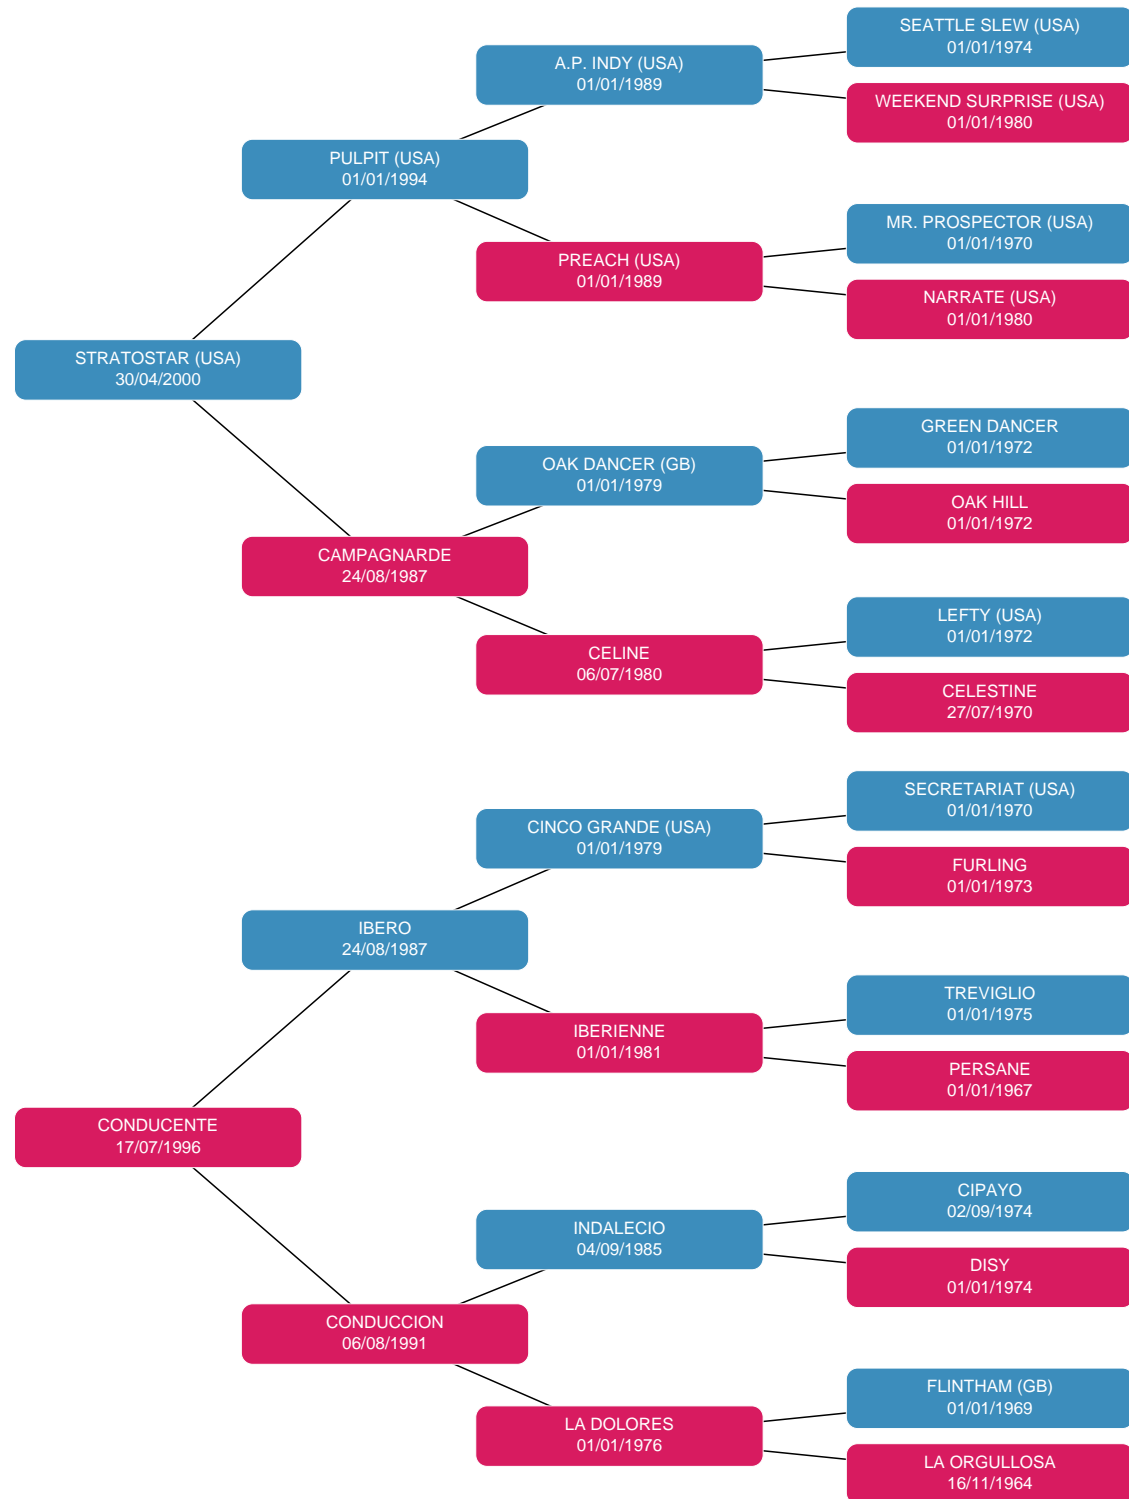 SEATTLE SLEW (USA)
01/01/1974
A.P. INDY (USA)
01/01/1989
WEEKEND SURPRISE (USA)
01/01/1980
PULPIT (USA)
01/01/1994
MR. PROSPECTOR (USA)
01/01/1970
PREACH (USA)
01/01/1989
NARRATE (USA)
01/01/1980
STRATOSTAR (USA)
30/04/2000
GREEN DANCER
01/01/1972
OAK DANCER (GB)
01/01/1979
OAK HILL
01/01/1972
CAMPAGNARDE
24/08/1987
LEFTY (USA)
01/01/1972
CELINE
06/07/1980
CELESTINE
27/07/1970
SECRETARIAT (USA)
01/01/1970
CINCO GRANDE (USA)
01/01/1979
FURLING
01/01/1973
IBERO
24/08/1987
TREVIGLIO
01/01/1975
IBERIENNE
01/01/1981
PERSANE
01/01/1967
CONDUCENTE
17/07/1996
CIPAYO
02/09/1974
INDALECIO
04/09/1985
DISY
01/01/1974
CONDUCCION
06/08/1991
FLINTHAM (GB)
01/01/1969
LA DOLORES
01/01/1976
LA ORGULLOSA
16/11/1964